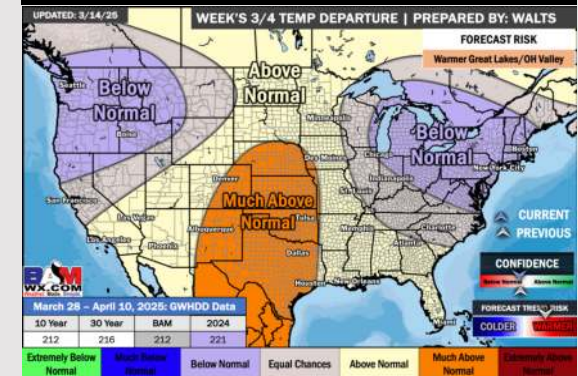 UPDATED: 3/14/25
WEEK'S 3/4 TEMP DEPARTURE | PREPARED BY: WALTS
FORECAST RISK
Warmer Great Lakes/OH Valley
Above
Normal
Seattle
Below
Normal
Boise
Minneapolis
Below
Normal
Boston
New York City
Chicago
Des Moines
Indianapolis
St. Louis
San Francisco
Denver
Much Above
Normal
Las Vegas
Los Angeles
Phoenix
Albuquerque
Tulsa
Memphis
Charlotte
Atlanta
Dallas
Houston
New Orleans
Miami
CURRENT
PREVIOUS
CONFIDENCE
Below Normal
Above Normal
FORECAST TREND RISK
COLDER
WARMER
BAM
WX.COM
March 28 – April 10, 2025: GWHDD Data
10 Year
30 Year
BAM
2024
212
216
212
221
Extremely Below
Normal
Much Below
Normal
Below Normal
Equal Chances
Above Normal
Much Above
Normal
Extremely Above
Normal